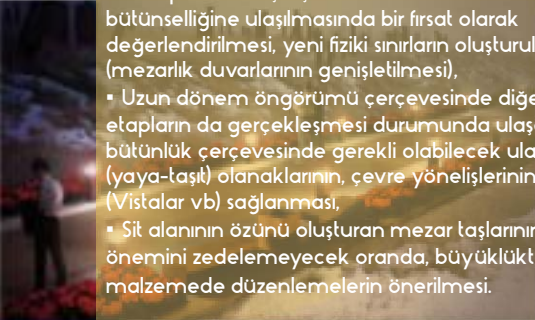 bütünselliğine ulaşılmasında bir fırsat olarak
değerlendirilmesi, yeni fiziki sınırların oluşturul
(mezarlık duvarlarının genişletilmesi),
▪ Uzun dönem öngörümü çerçevesinde diğe
etapların da gerçekleşmesi durumunda ulaş
bütünlük çerçevesinde gerekli olabilecek ula
(yaya-taşıt) olanaklarının, çevre yönelişlerinin
(Vistalar vb) sağlanması,
▪ Sit alanının özünü oluşturan mezar taşlarının
önemini zedelemeyecek oranda, büyüklükt
malzemede düzenlemelerin önerilmesi.